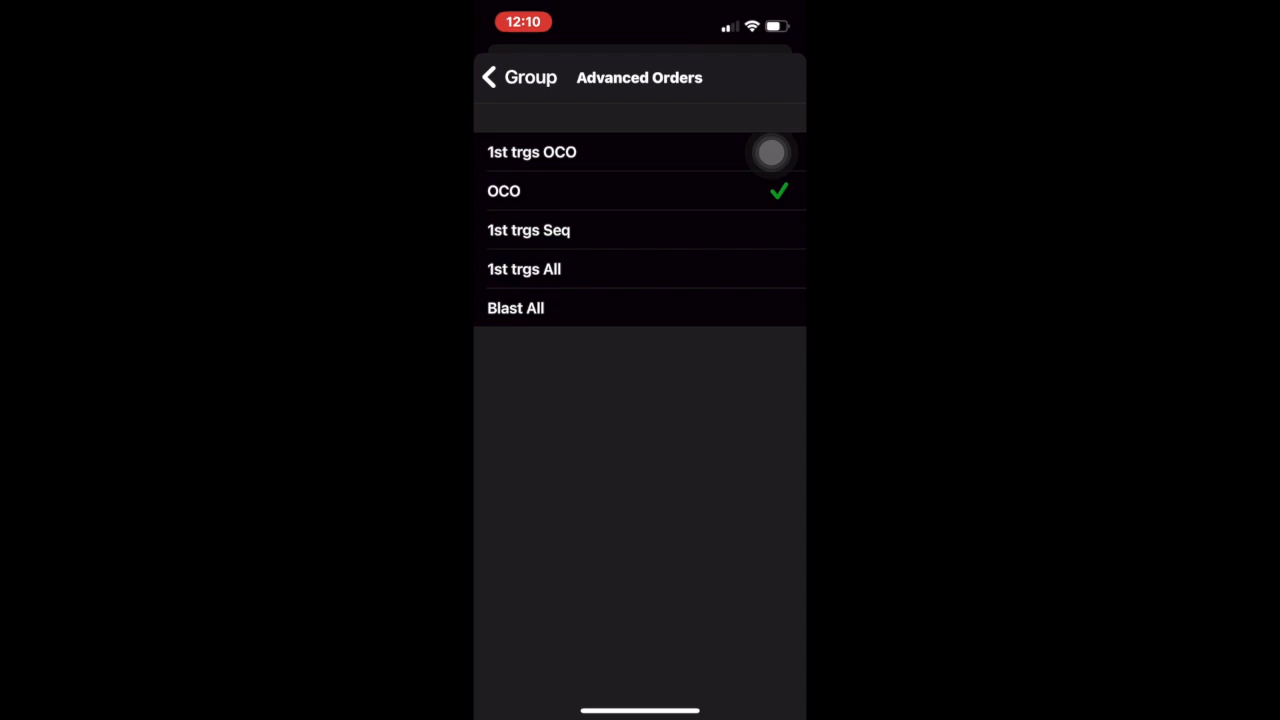 12:10
Group
Advanced Orders
1st trgs OCO
OCO
1st trgs Seq
1st trgs All
Blast All